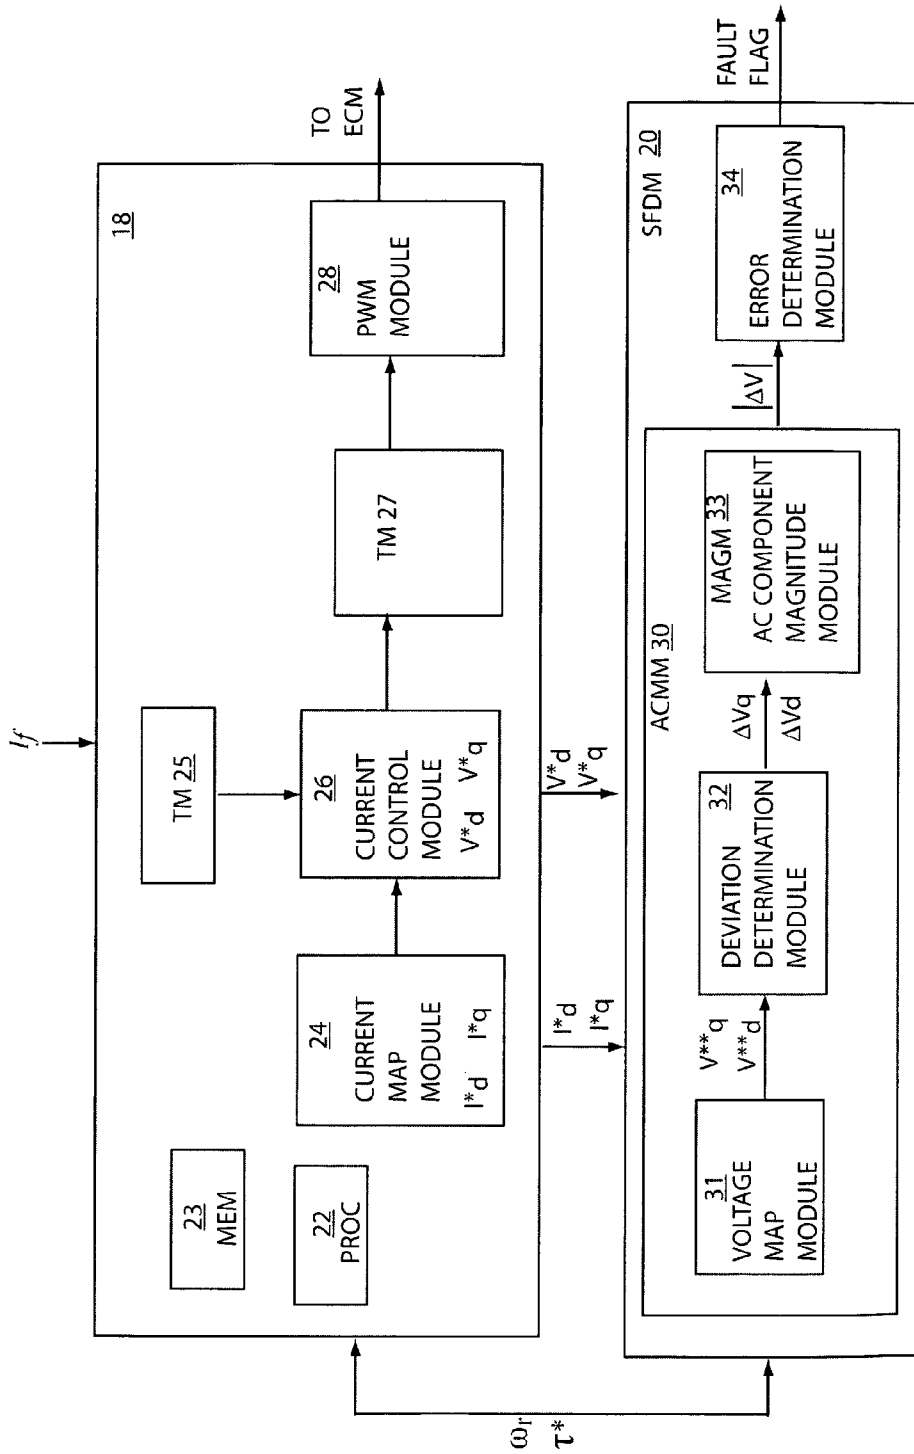 I_f
18
TO
ECM
23
MEM
22
PROC
TM 25
24
CURRENT
MAP
MODULE
I*d I*q
26
CURRENT
CONTROL
MODULE
V*d V*q
TM 27
28
PWM
MODULE
ω_r
τ*
I*d
I*q
V*d
V*q
SFDM 20
ACMM 30
31
VOLTAGE
MAP
MODULE
V**q
V**d
32
DEVIATION
DETERMINATION
MODULE
ΔVq
ΔVd
MAGM 33
AC COMPONENT
MAGNITUDE
MODULE
|ΔV|
34
ERROR
DETERMINATION
MODULE
FAULT
FLAG